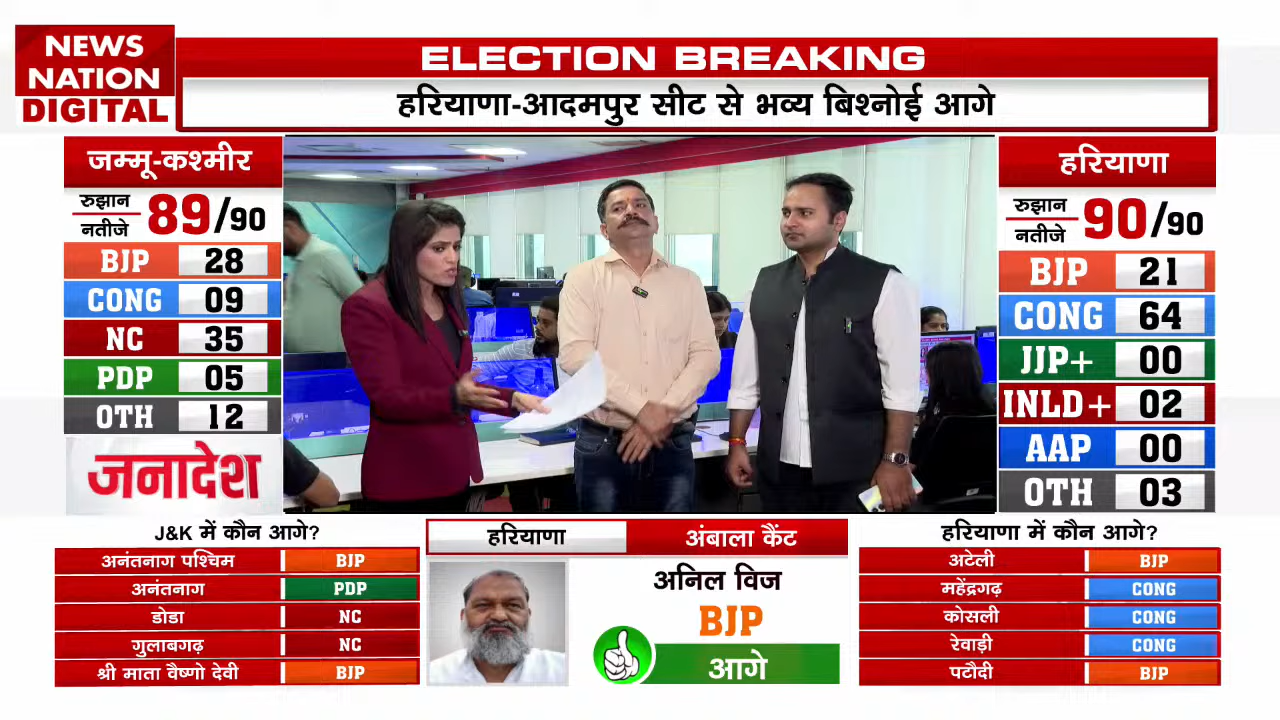 NEWS
NATION
DIGITAL
ELECTION BREAKING
हरियाणा-आदमपुर सीट से भव्य बिश्नोई आगे
जम्मू-कश्मीर
रुझान
नतीजे
89/90
BJP 28
CONG 09
NC 35
PDP 05
OTH 12
जनादेश
हरियाणा
रुझान
नतीजे
90/90
BJP 21
CONG 64
JJP+ 00
INLD+ 02
AAP 00
OTH 03
J&K में कौन आगे?
अनंतनाग पश्चिम BJP
अनंतनाग PDP
डोडा NC
गुलाबगढ़ NC
श्री माता वैष्णो देवी BJP
हरियाणा अंबाला कैंट
अनिल विज
BJP
आगे
हरियाणा में कौन आगे?
अटेली BJP
महेंद्रगढ़ CONG
कोसली CONG
रेवाड़ी CONG
पटौदी BJP